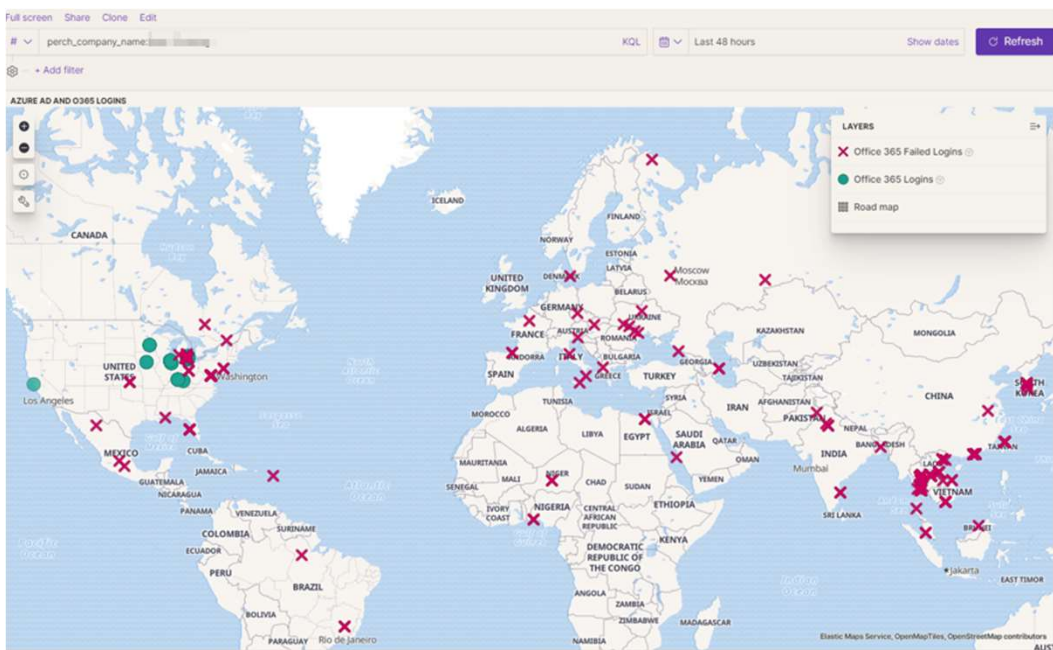 Full screen Share Clone Edit
# perch_company_name: KQL Last 48 hours Show dates Refresh
+ Add filter
AZURE AD AND O365 LOGINS
LAYERS
Office 365 Failed Logins
Office 365 Logins
Road map
ICELAND
CANADA
FINLAND
NORWAY
ESTONIA
LATVIA
Moscow
Москва
DENMARK
UNITED
KINGDOM
BELARUS
GERMANY
UKRAINE
FRANCE
AUSTRIA
KAZAKHSTAN
MONGOLIA
ROMANIA
ANDORRA
ITALY
BULGARIA
GEORGIA
UZBEKISTAN
UNITED
STATES
Washington
SPAIN
GREECE
TURKEY
TAJIKISTAN
CHINA
SOUTH
KOREA
Los Angeles
TUNISIA
SYRIA
AFGHANISTAN
MOROCCO
ISRAEL
IRAN
PAKISTAN
ALGERIA
LIBYA
EGYPT
NEPAL
MEXICO
CUBA
SAUDI
ARABIA
QATAR
BANGLADESH
TAIWAN
INDIA
OMAN
Mumbai
LAOS
JAMAICA
MAURITANIA
NIGER
GUATEMALA
SENEGAL
MALI
CHAD
SUDAN
YEMEN
VIETNAM
NICARAGUA
PANAMA
VENEZUELA
IVORY
COAST
NIGERIA
CENTRAL
AFRICAN
REPUBLIC
ETHIOPIA
SRI LANKA
BRUNEI
COLOMBIA
SURINAME
ECUADOR
KENYA
DEMOCRATIC
REPUBLIC OF
THE CONGO
PERU
BRAZIL
Jakarta
EAST TIMOR
ANGOLA
BOLIVIA
ZAMBIA
ZIMBABWE
MADAGASCAR
PARAGUAY
Rio de Janeiro
NAMIBIA
Elastic Maps Service, OpenMapTiles, OpenStreetMap contributors
AUS